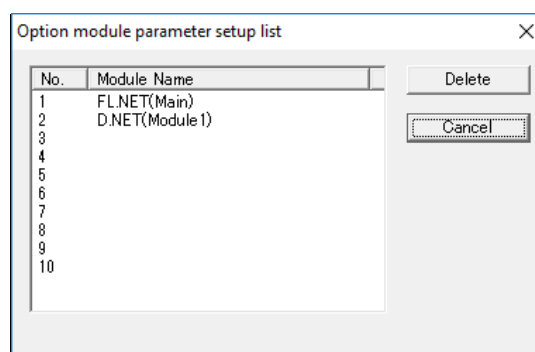 Option module parameter setup list
No. Module Name
Delete
1 FL.NET(Main)
2 D.NET(Module1)
Cancel
3
4
5
6
7
8
9
10